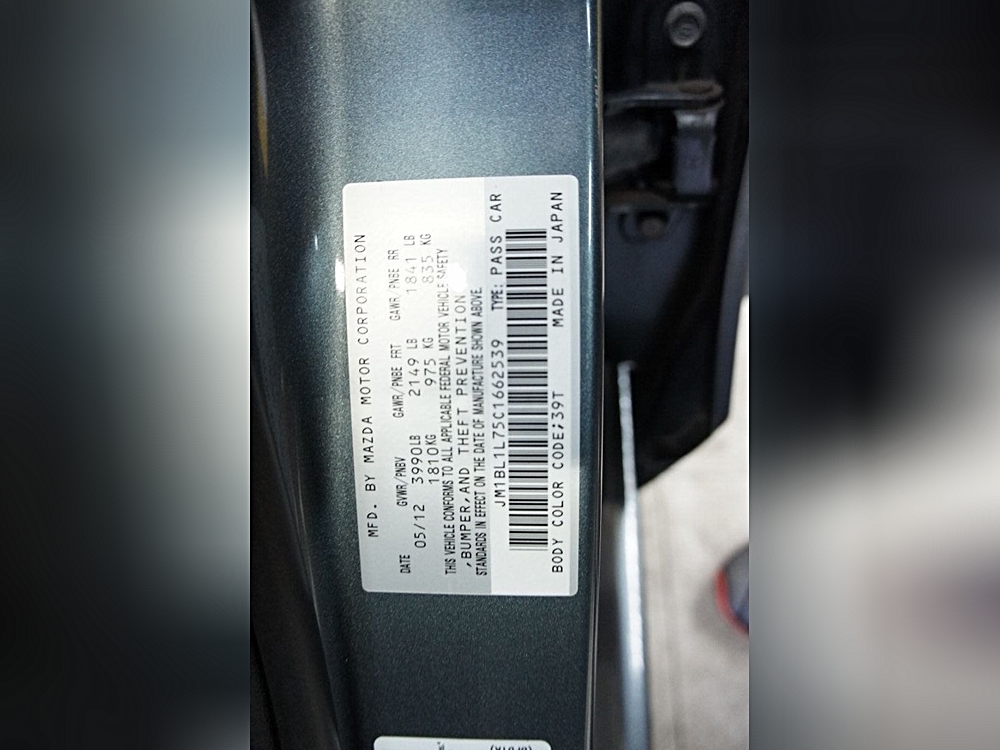 MFD. BY MAZDA MOTOR CORPORATION
DATE GVWR/PNBV GAWR/PNBE FRT GAWR/PNBE RR
05/12 3990LB 2149 LB 1841 LB
1810KG 975 KG 835 KG
THIS VEHICLE CONFORMS TO ALL APPLICABLE FEDERAL MOTOR VEHICLE SAFETY
,BUMPER,AND THEFT PREVENTION
STANDARDS IN EFFECT ON THE DATE OF MANUFACTURE SHOWN ABOVE.
JM1BL1L75C1662539 TYPE: PASS CAR
BODY COLOR CODE;39T MADE IN JAPAN